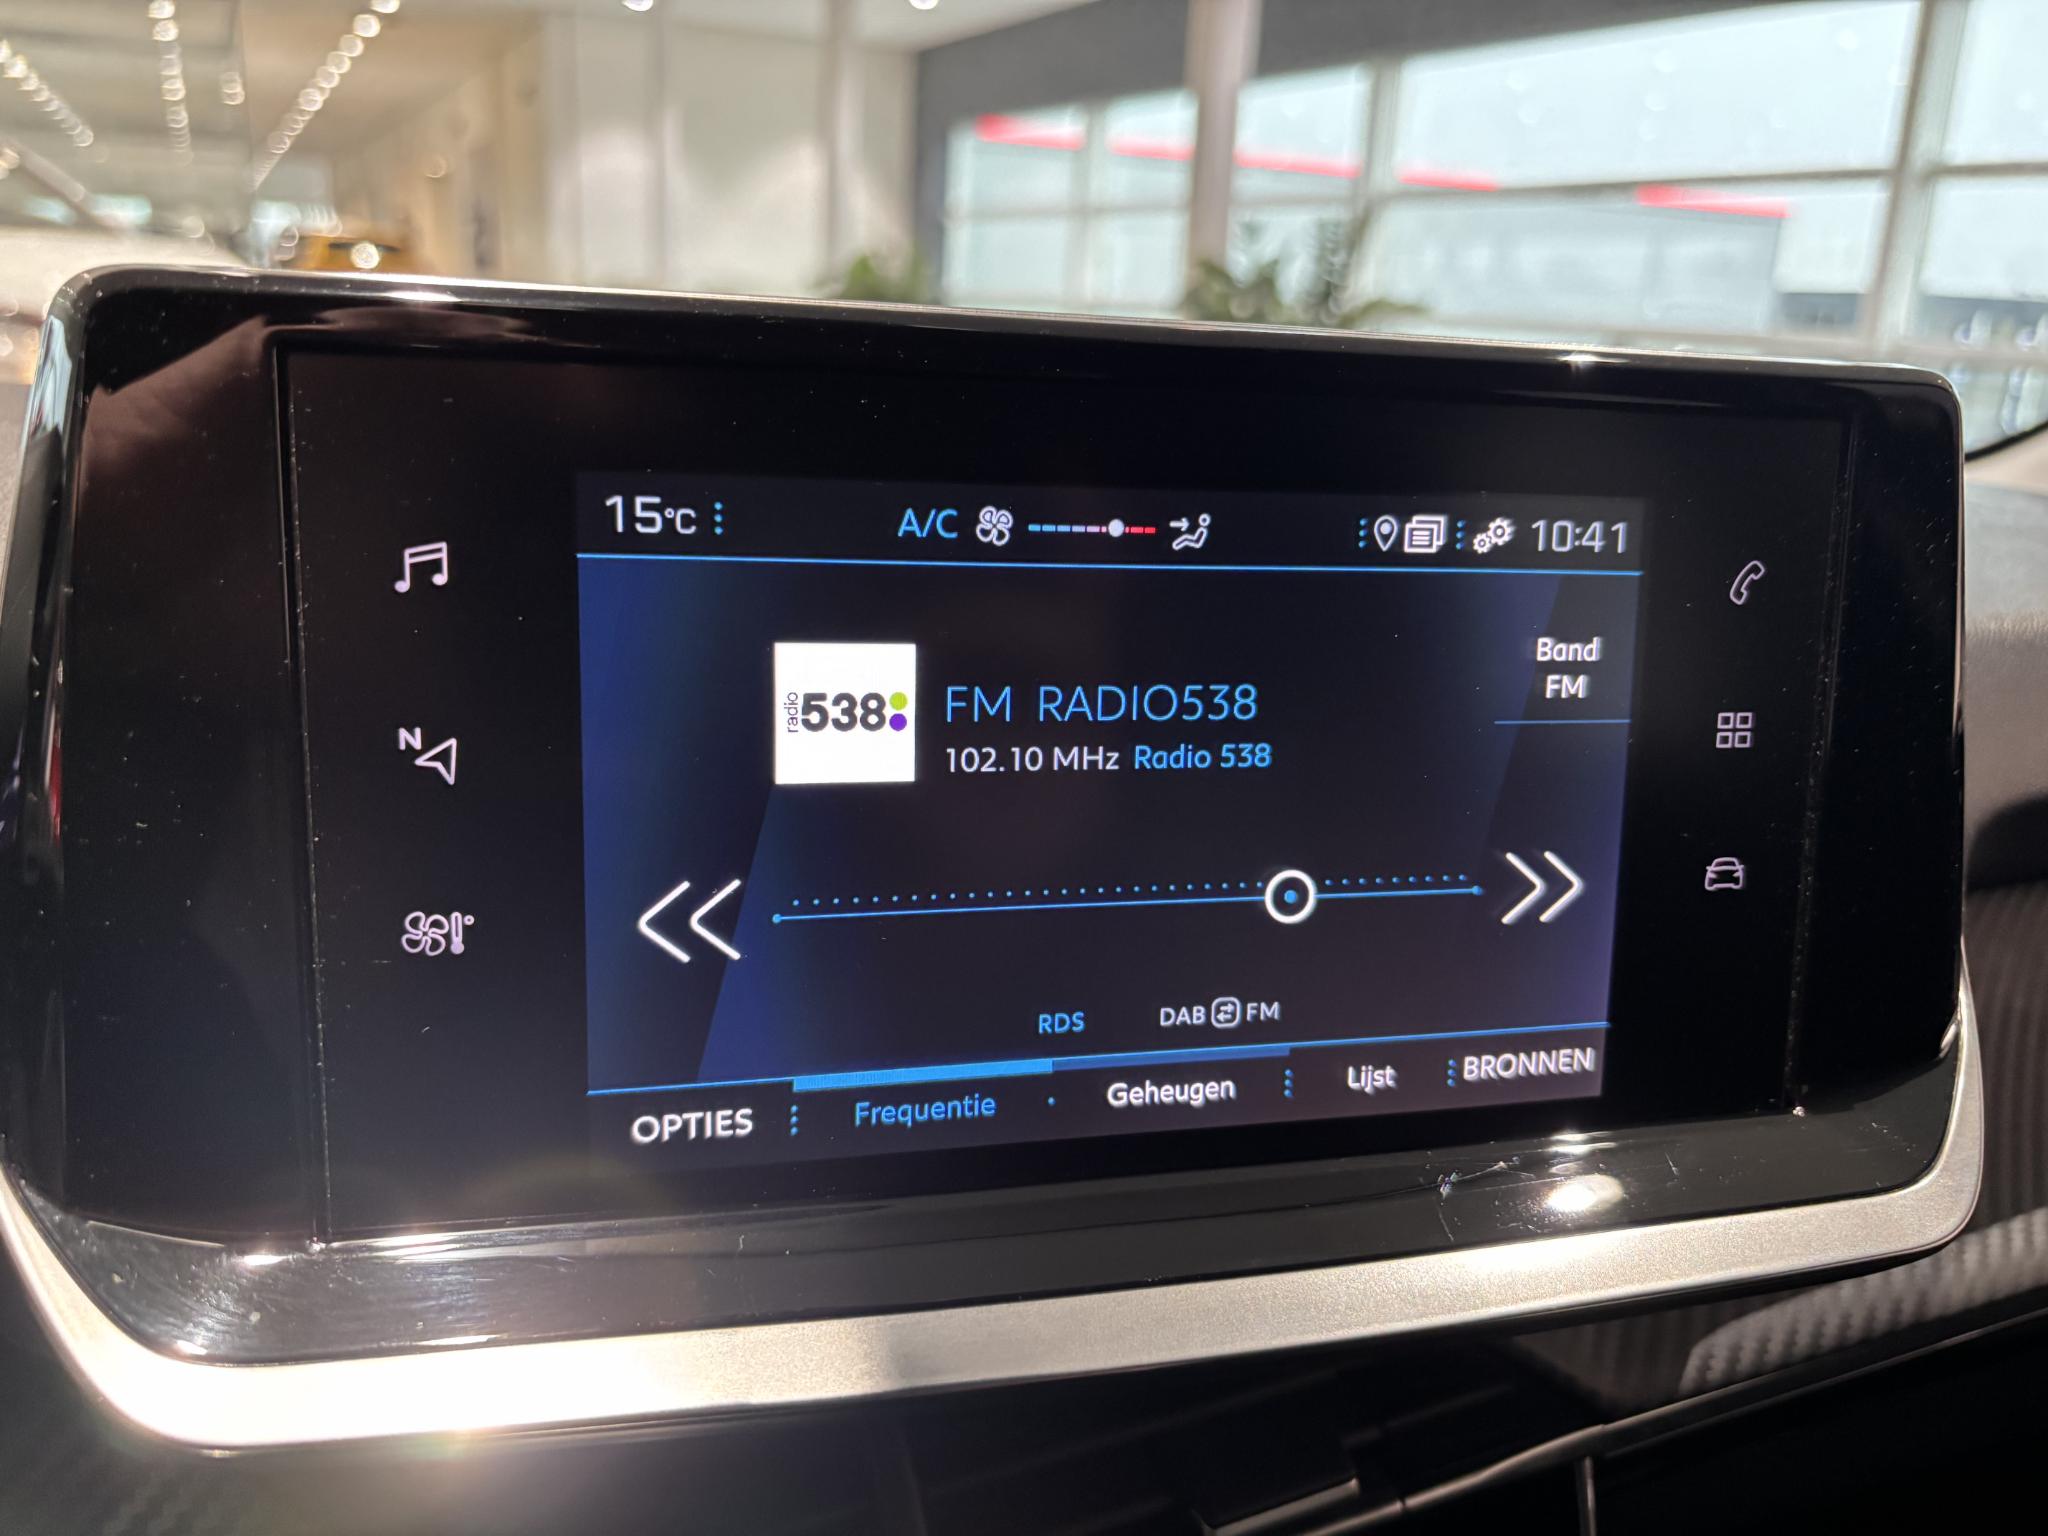 15°C
A/C
10:41
Band
FM
radio 538
FM RADIO538
102.10 MHz Radio 538
N
RDS
DAB FM
OPTIES
Frequentie
Geheugen
Lijst
BRONNEN